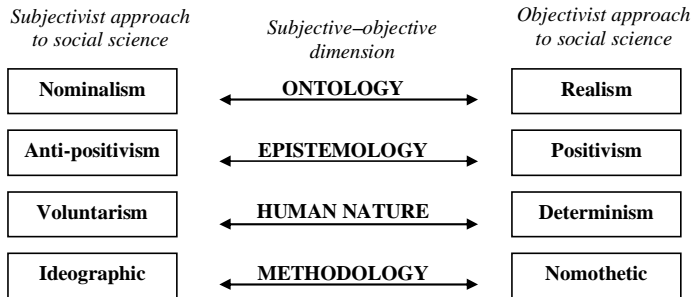 Subjectivist approach
to social science
Subjective–objective
dimension
Objectivist approach
to social science
Nominalism
ONTOLOGY
Realism
Anti-positivism
EPISTEMOLOGY
Positivism
Voluntarism
HUMAN NATURE
Determinism
Ideographic
METHODOLOGY
Nomothetic